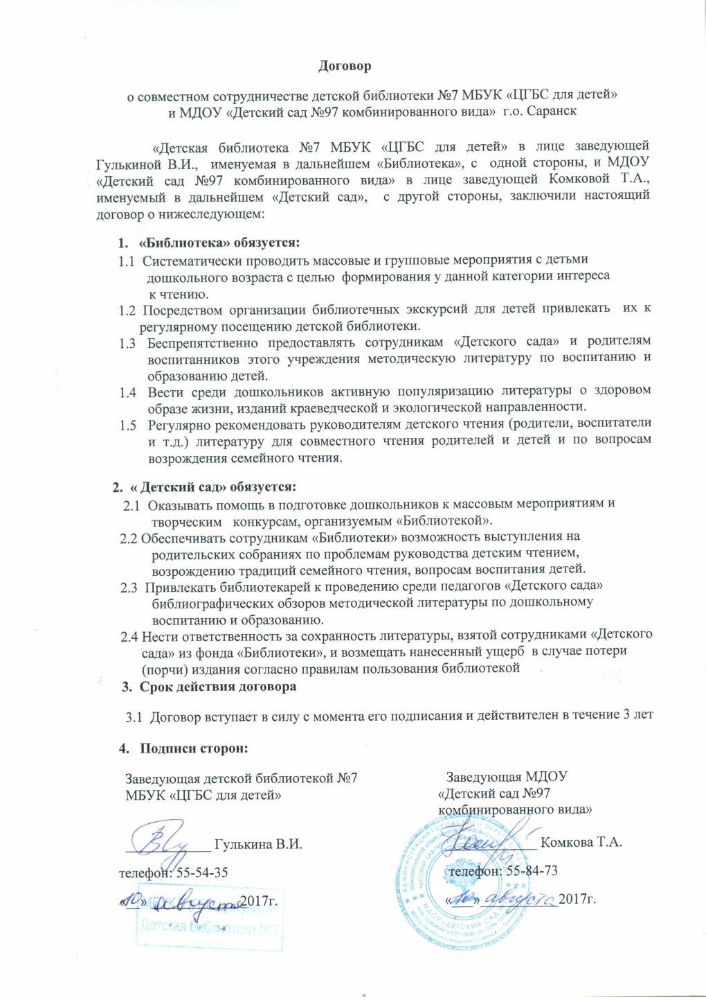 Договор
о совместном сотрудничестве детской библиотеки №7 МБУК «ЦГБС для детей»
и МДОУ «Детский сад №97 комбинированного вида» г.о. Саранск
«Детская библиотека №7 МБУК «ЦГБС для детей» в лице заведующей
Гулькиной В.И., именуемая в дальнейшем «Библиотека», с одной стороны, и МДОУ
«Детский сад №97 комбинированного вида» в лице заведующей Комковой Т.А.,
именуемый в дальнейшем «Детский сад», с другой стороны, заключили настоящий
договор о нижеследующем:
1. «Библиотека» обязуется:
1.1 Систематически проводить массовые и групповые мероприятия с детьми
дошкольного возраста с целью формирования у данной категории интереса
к чтению.
1.2 Посредством организации библиотечных экскурсий для детей привлекать их к
регулярному посещению детской библиотеки.
1.3 Беспрепятственно предоставлять сотрудникам «Детского сада» и родителям
воспитанников этого учреждения методическую литературу по воспитанию и
образованию детей.
1.4 Вести среди дошкольников активную популяризацию литературы о здоровом
образе жизни, изданий краеведческой и экологической направленности.
1.5 Регулярно рекомендовать руководителям детского чтения (родители, воспитатели
и т.д.) литературу для совместного чтения родителей и детей и по вопросам
возрождения семейного чтения.
2. « Детский сад» обязуется:
2.1 Оказывать помощь в подготовке дошкольников к массовым мероприятиям и
творческим конкурсам, организуемым «Библиотекой».
2.2 Обеспечивать сотрудникам «Библиотеки» возможность выступления на
родительских собраниях по проблемам руководства детским чтением,
возрождению традиций семейного чтения, вопросам воспитания детей.
2.3 Привлекать библиотекарей к проведению среди педагогов «Детского сада»
библиографических обзоров методической литературы по дошкольному
воспитанию и образованию.
2.4 Нести ответственность за сохранность литературы, взятой сотрудниками «Детского
сада» из фонда «Библиотеки», и возмещать нанесенный ущерб в случае потери
(порчи) издания согласно правилам пользования библиотекой
3. Срок действия договора
3.1 Договор вступает в силу с момента его подписания и действителен в течение 3 лет
4. Подписи сторон:
Заведующая детской библиотекой №7
МБУК «ЦГБС для детей»
____________ Гулькина В.И.
телефон: 55-54-35
«10» августа 2017г.
Детская библиотека №7
Заведующая МДОУ
«Детский сад №97
комбинированного вида»
_____________ Комкова Т.А.
телефон: 55-84-73
«10» августа 2017г.
МДОУ «ДЕТСКИЙ САД